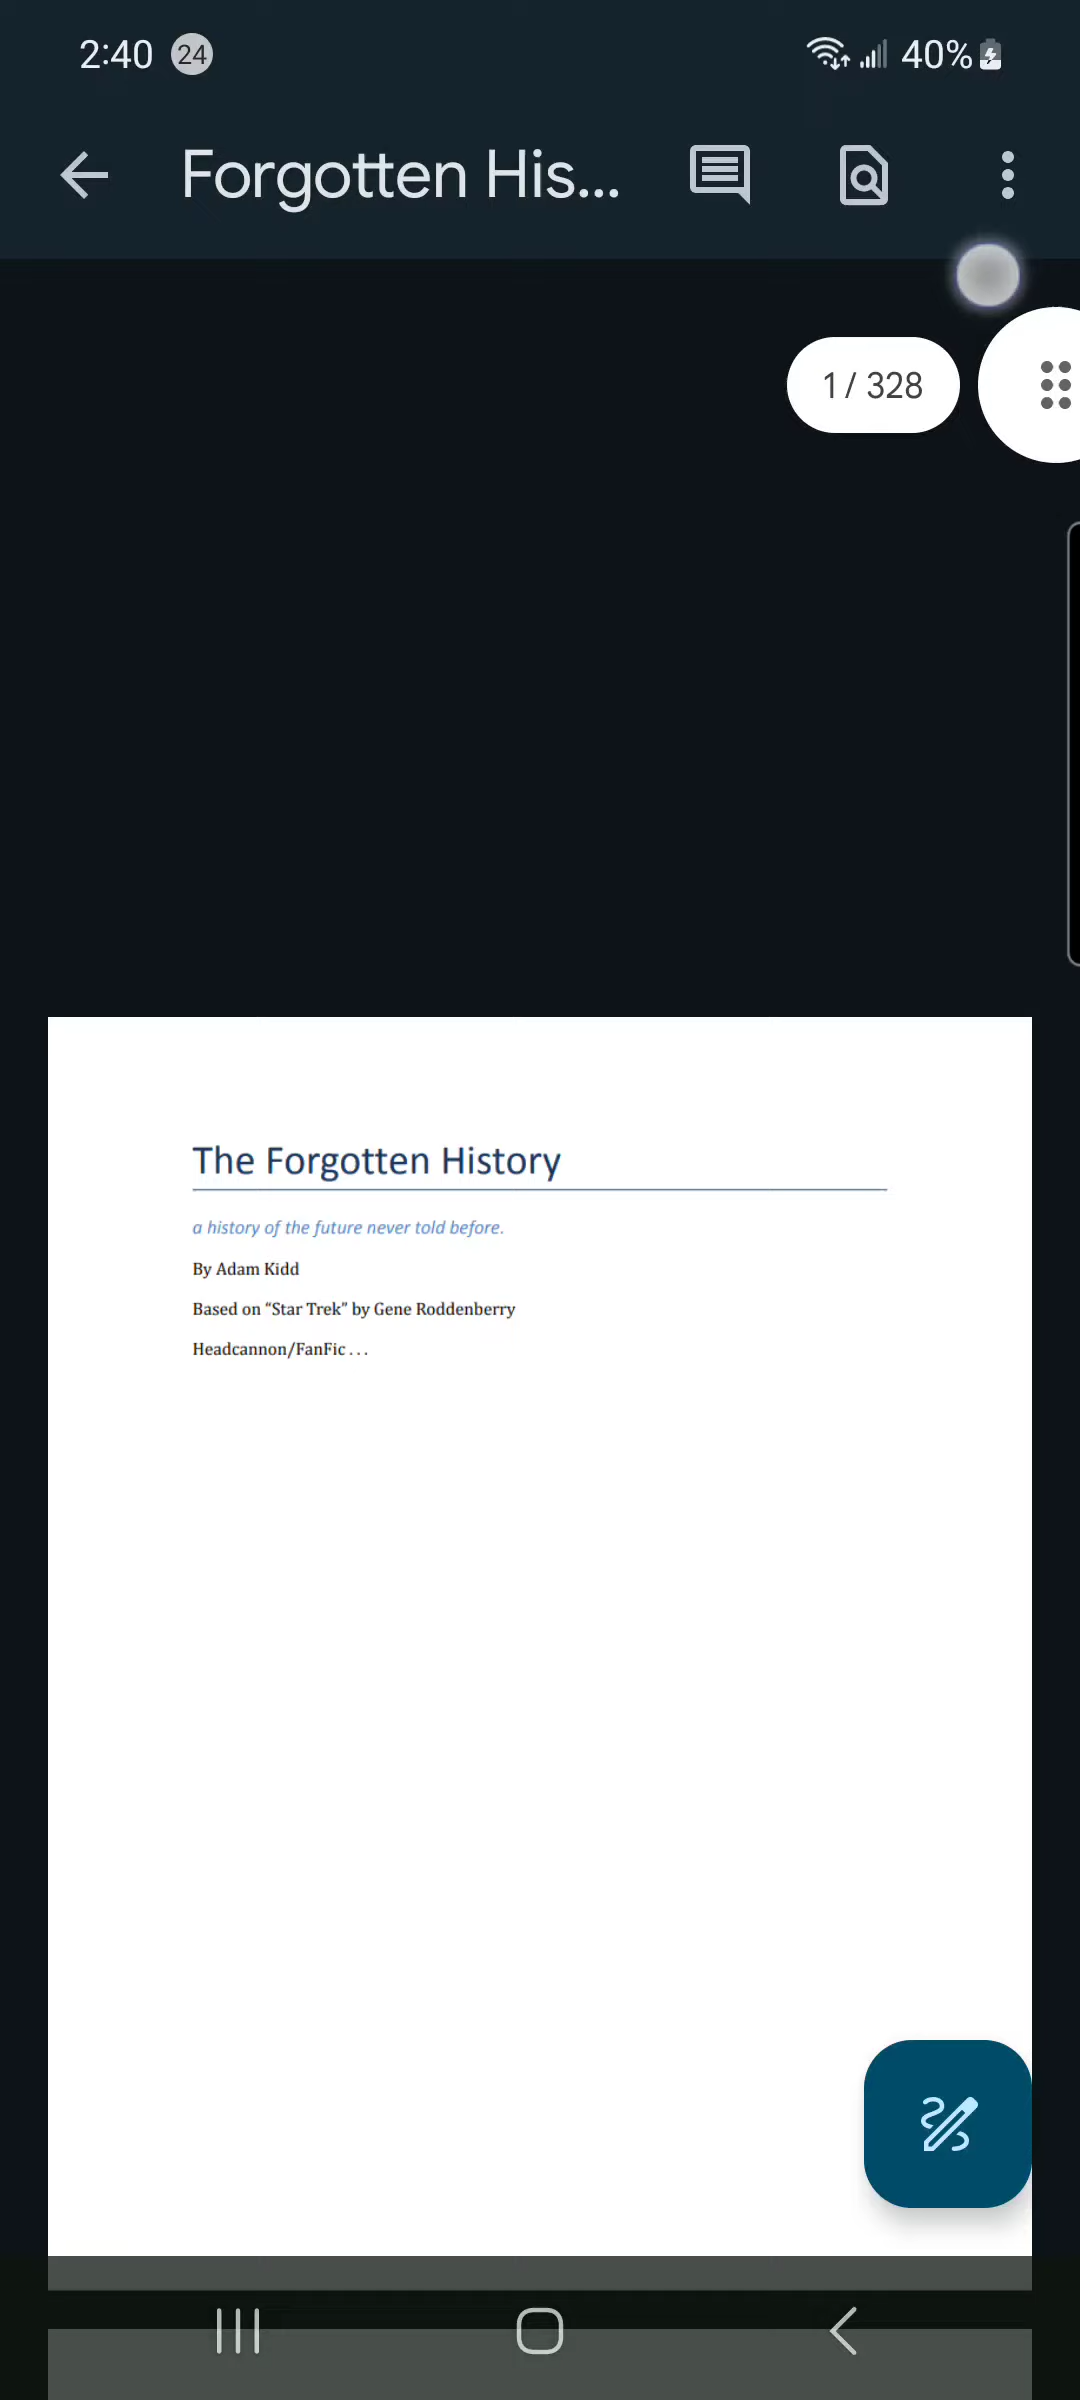 2:40 24 40%
Forgotten His...
1 / 328
The Forgotten History
a history of the future never told before.
By Adam Kidd
Based on “Star Trek” by Gene Roddenberry
Headcannon/FanFic . . .